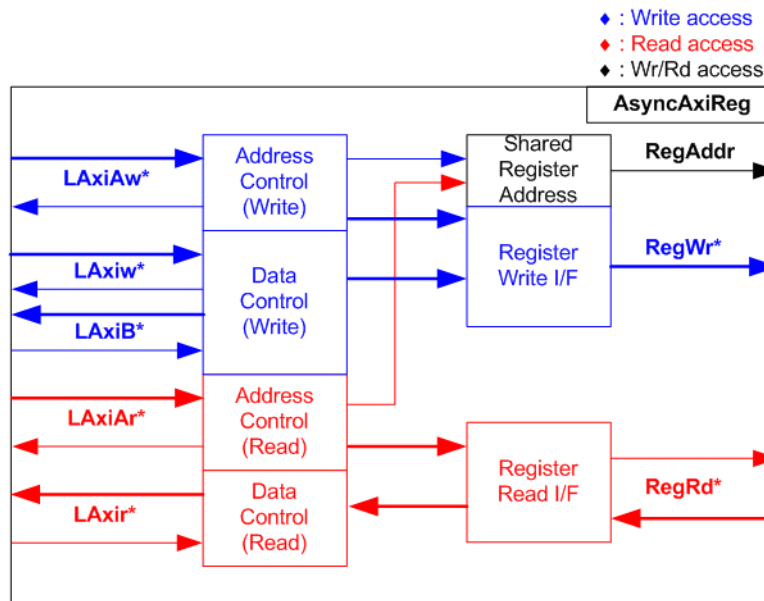 ♦ : Write access
♦ : Read access
♦ : Wr/Rd access
AsyncAxiReg
LAxiAw*
Address
Control
(Write)
Shared
Register
Address
RegAddr
LAxiw*
LAxiB*
Data
Control
(Write)
Register
Write I/F
RegWr*
LAxiAr*
Address
Control
(Read)
LAxir*
Data
Control
(Read)
Register
Read I/F
RegRd*